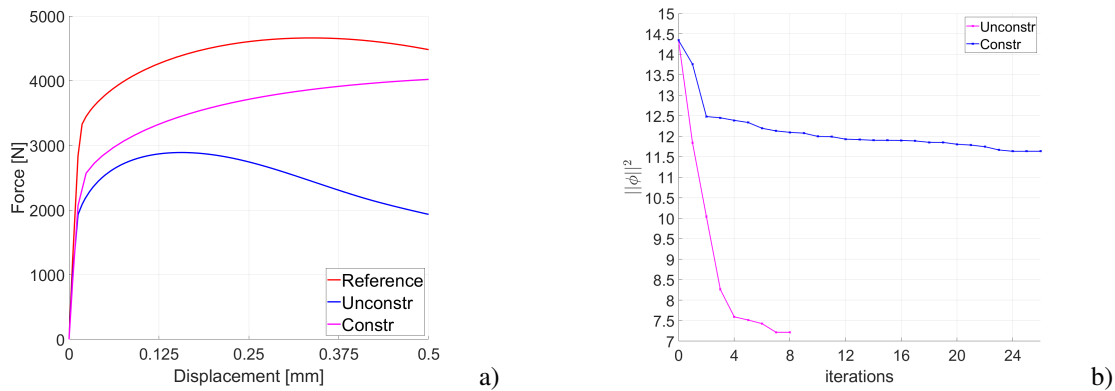 5000
4000
3000
2000
1000
0
Force [N]
0 0.125 0.25 0.375 0.5
Displacement [mm]
Reference
Unconstr
Constr
a)
15
14.5
14
13.5
13
12.5
12
11.5
11
10.5
10
9.5
9
8.5
8
7.5
7
||ϕ||²
0 4 8 12 16 20 24
iterations
Unconstr
Constr
b)